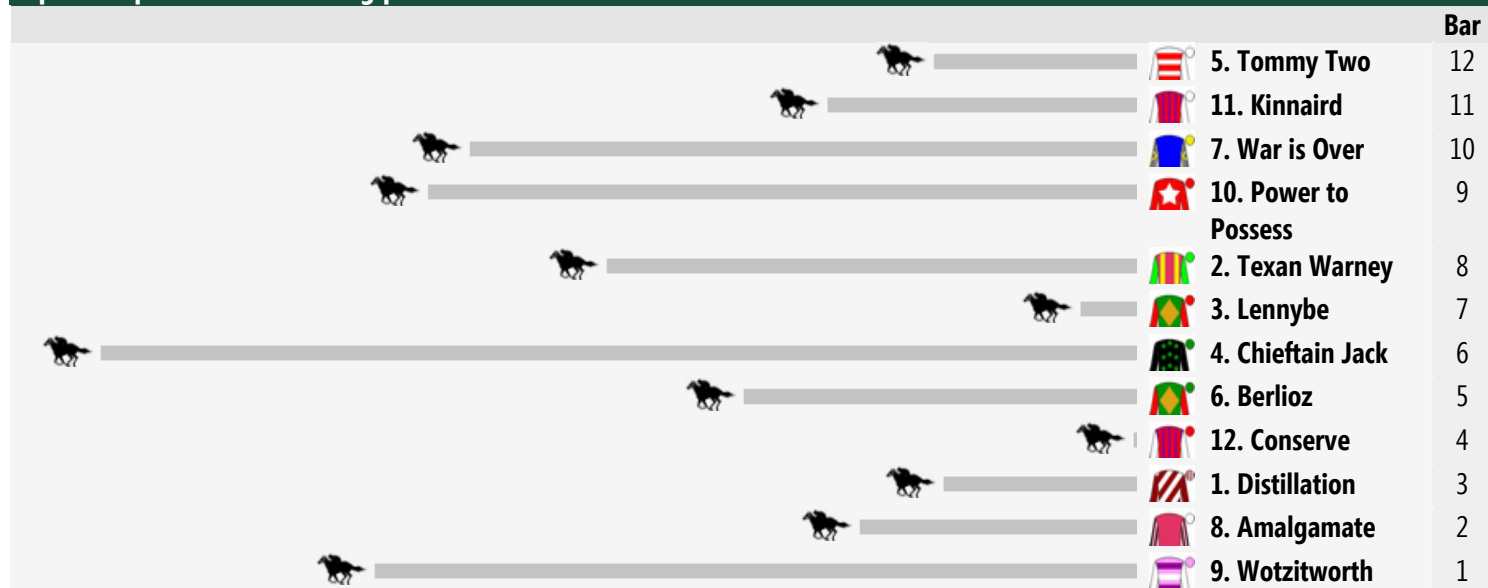 Bar
5. Tommy Two 12
11. Kinnaird 11
7. War is Over 10
10. Power to 9
Possess
2. Texan Warney 8
3. Lennybe 7
4. Chieftain Jack 6
6. Berlioz 5
12. Conserve 4
1. Distillation 3
8. Amalgamate 2
9. Wotzitworth 1